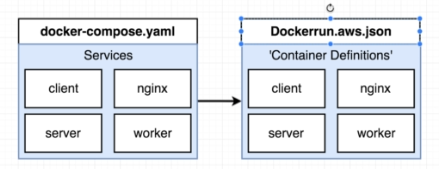 docker-compose.yaml
Services
client
nginx
server
worker
Dockerrun.aws.json
'Container Definitions'
client
nginx
server
worker